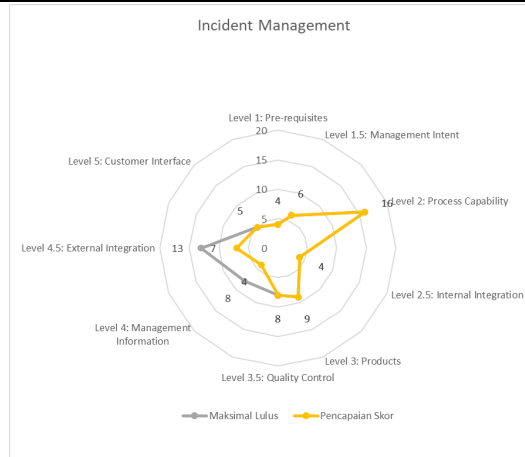 Incident Management
Level 1: Pre-requisites
20
Level 1.5: Management Intent
15
Level 5: Customer Interface
10
4
6
5
5
16
Level 2: Process Capability
0
Level 4.5: External Integration
13
7
4
4
8
Level 2.5: Internal Integration
8
9
Level 4: Management
Information
Level 3: Products
Level 3.5: Quality Control
Maksimal Lulus
Pencapaian Skor